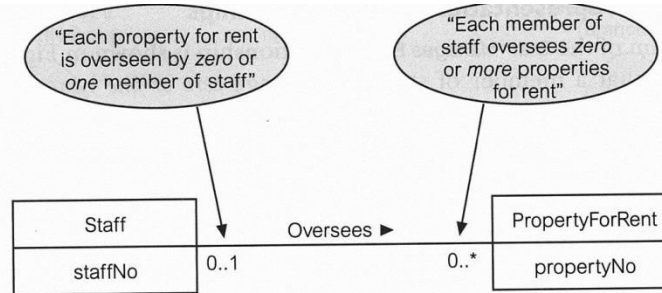 “Each property for rent
is overseen by zero or
one member of staff”
“Each member of
staff oversees zero
or more properties
for rent”
Staff
Oversees ►
PropertyForRent
staffNo
0..1
0..*
propertyNo